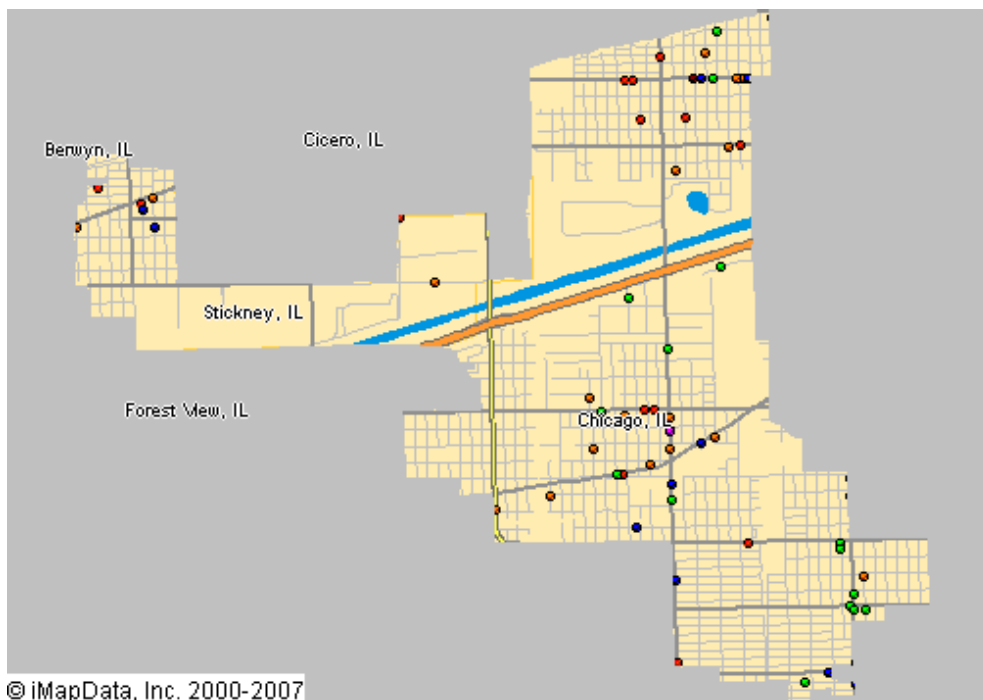 Berwyn, IL
Cicero, IL
Stickney, IL
Forest View, IL
Chicago, IL
© iMapData, Inc. 2000-2007